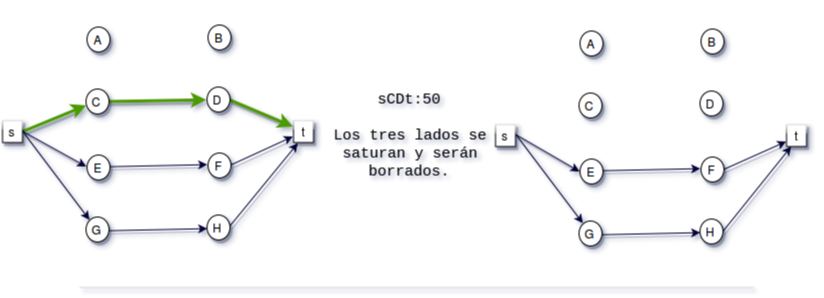 A B
C D
s t
E F
G H
sCDt:50
Los tres lados se
saturan y serán
borrados.
A B
C D
s t
E F
G H